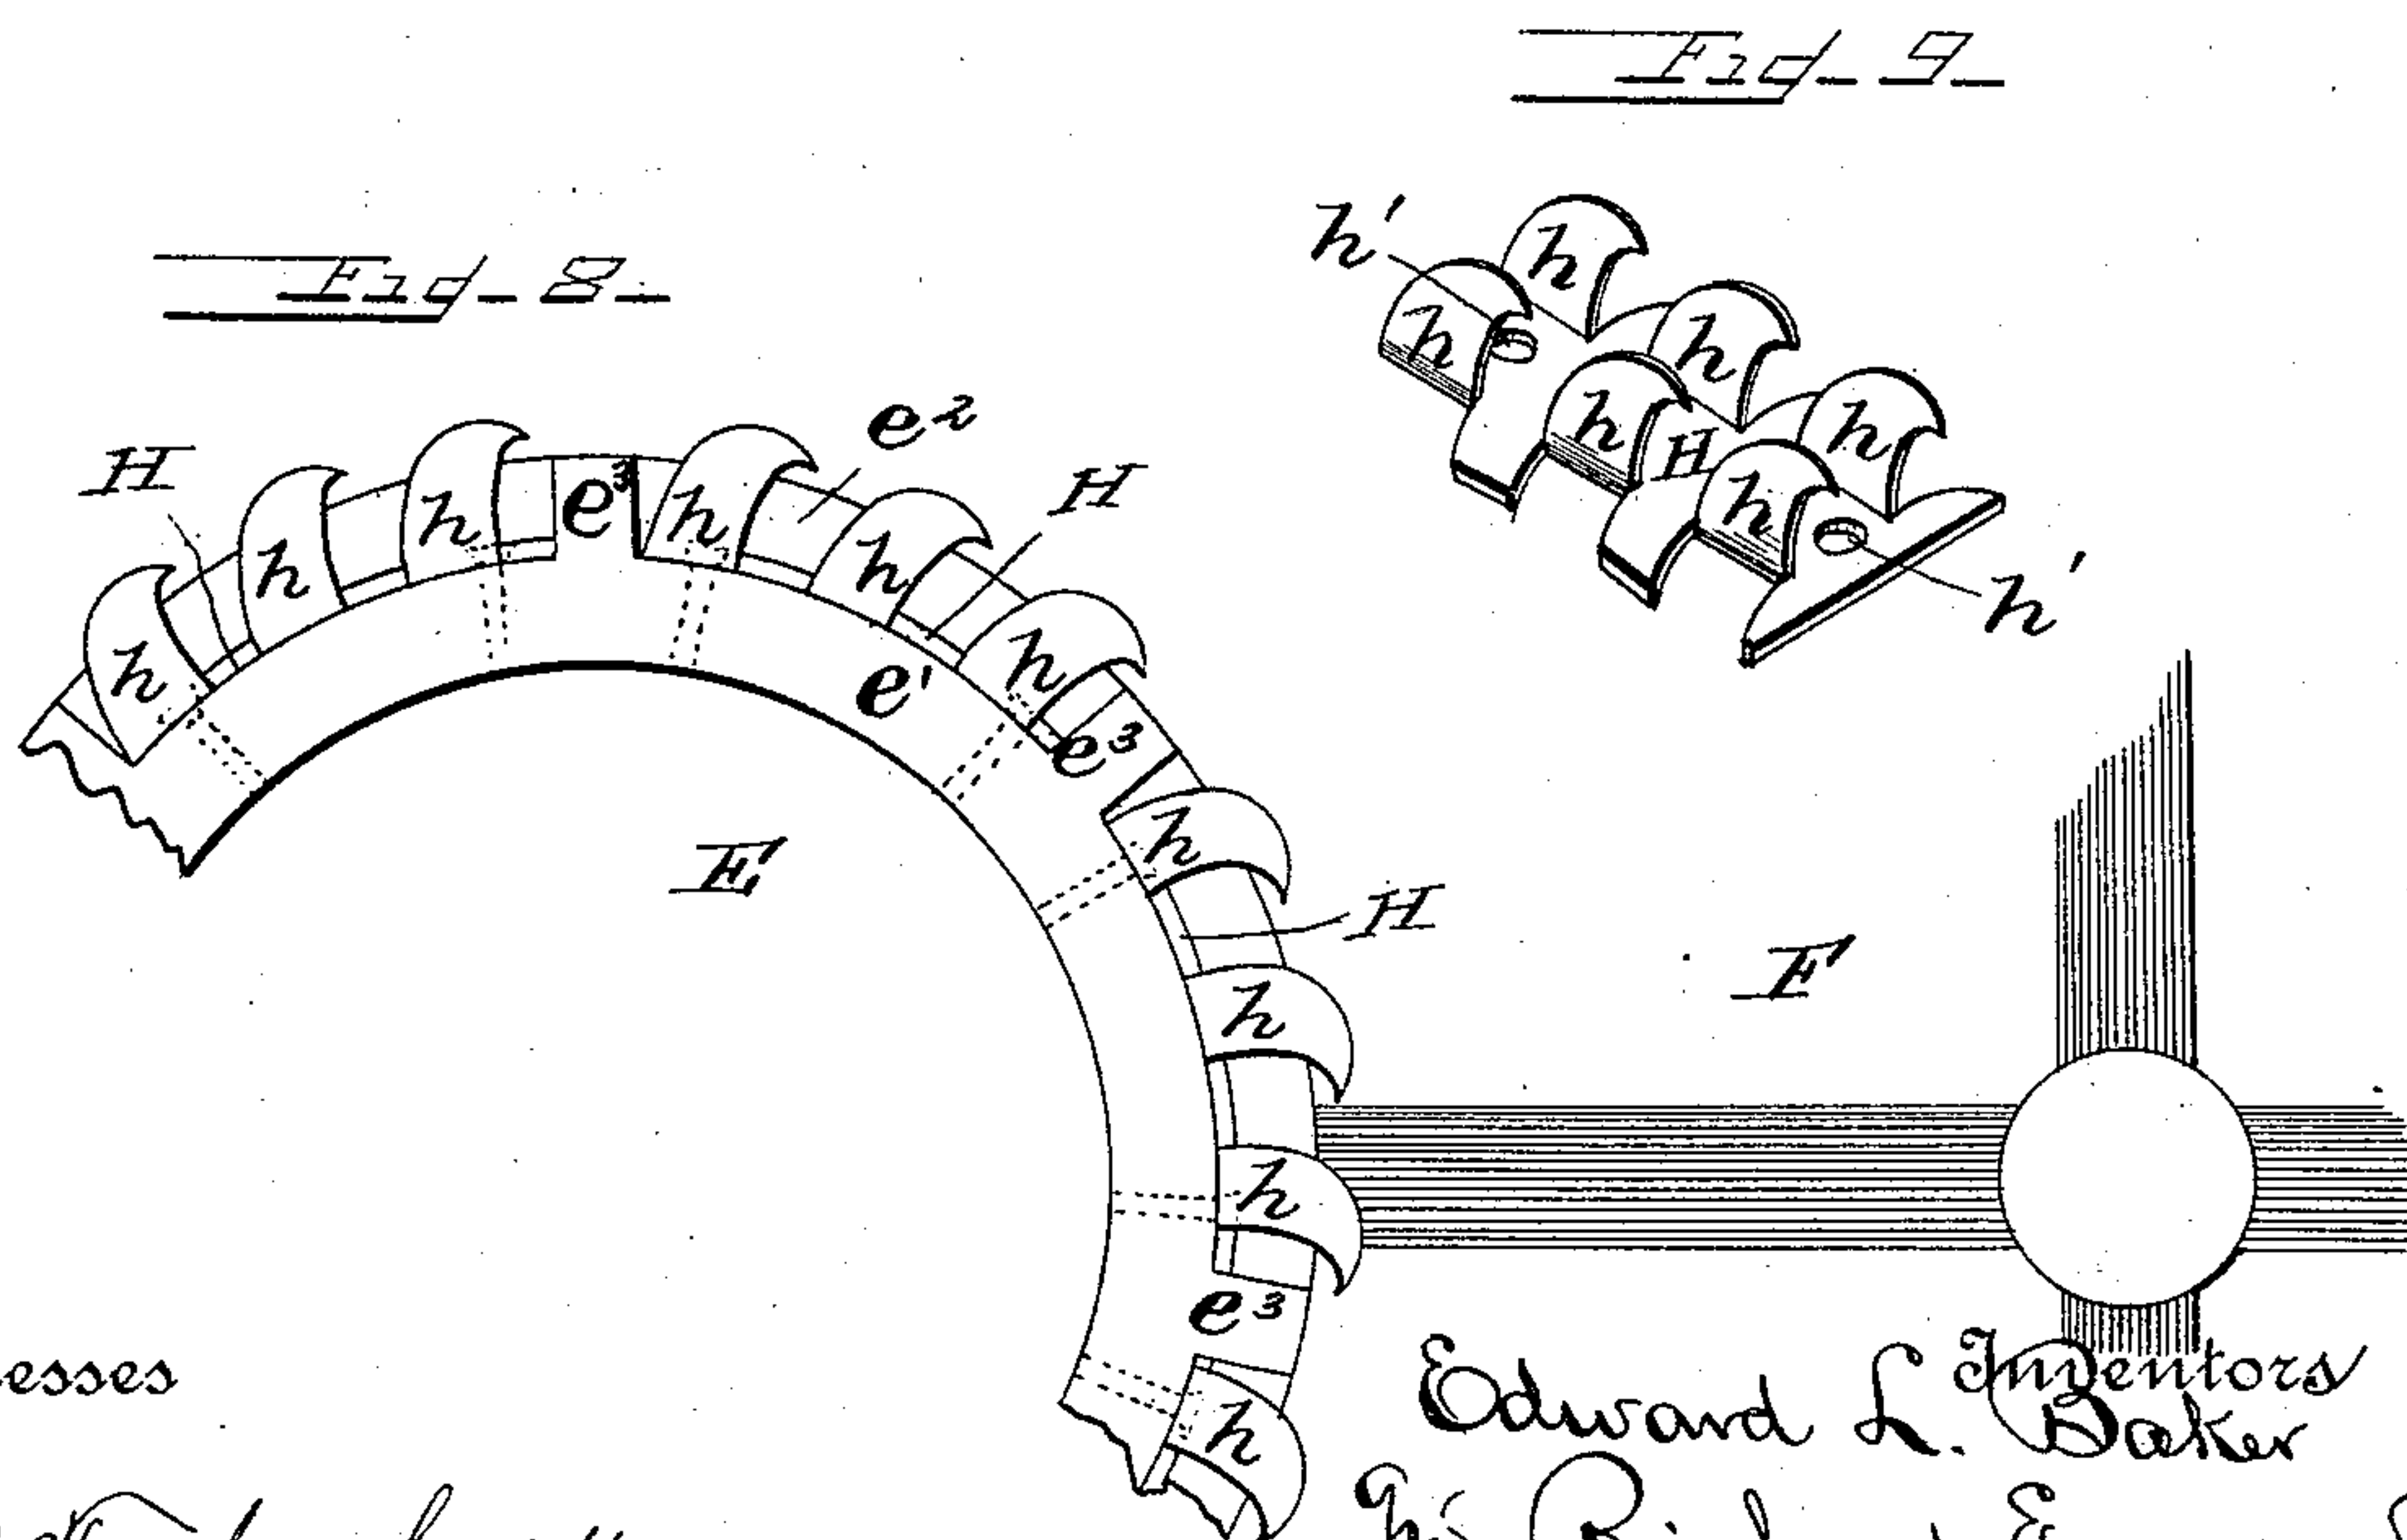 Fig- 9-
Fig- 8-
h'
h
h
h
h
h
H
h
h'
H
h
h
h
e³
h
e²
H
h
h
e'
e³
E
h
H
h
F
h
e³
h
esses
Inventors
Edward L. Baker